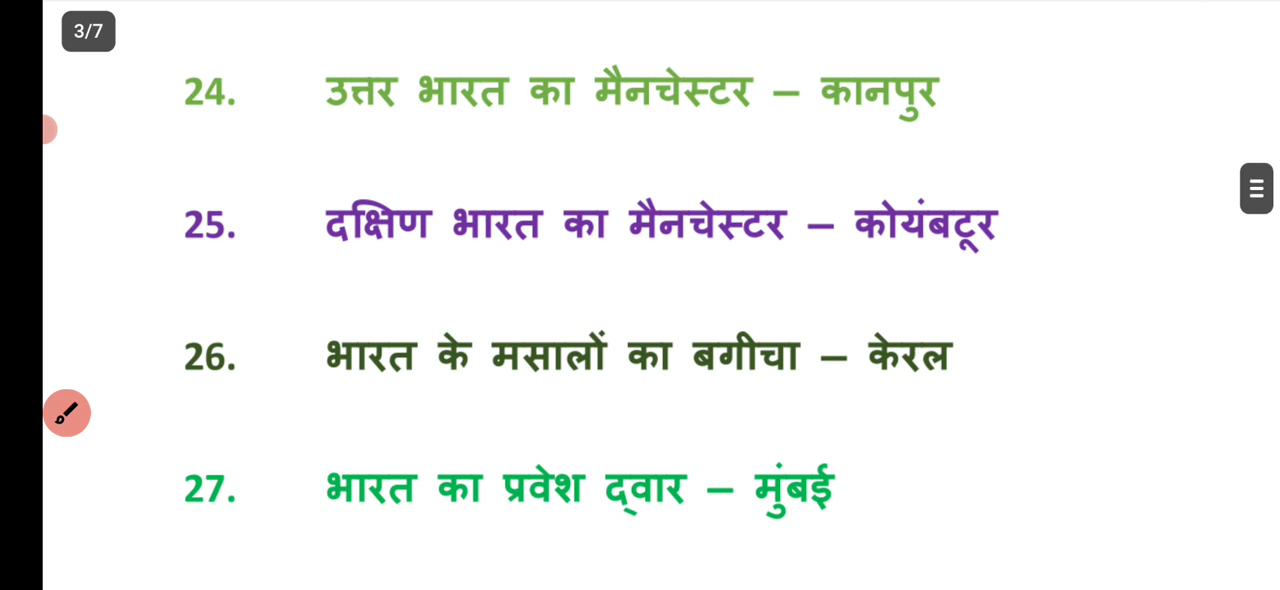 3/7
24. उत्तर भारत का मैनचेस्टर – कानपुर
25. दक्षिण भारत का मैनचेस्टर – कोयंबटूर
26. भारत के मसालों का बगीचा – केरल
27. भारत का प्रवेश द्वार – मुंबई